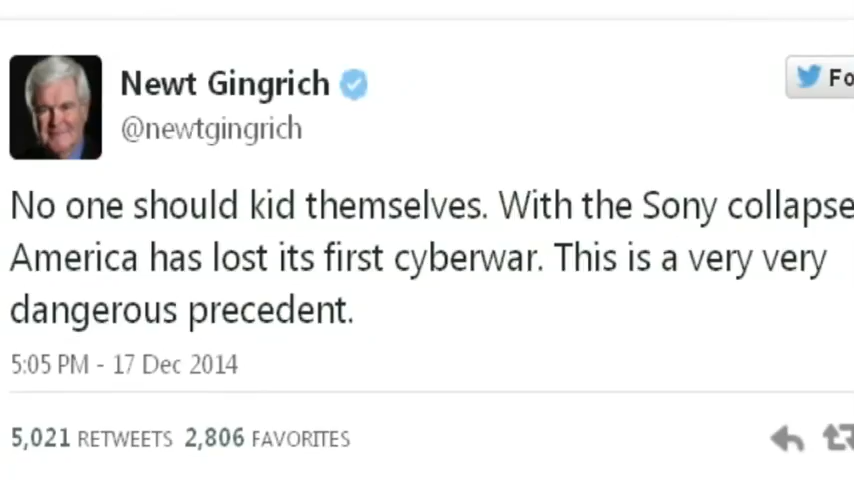 Newt Gingrich
Fo
@newtgingrich
No one should kid themselves. With the Sony collapse
America has lost its first cyberwar. This is a very very
dangerous precedent.
5:05 PM - 17 Dec 2014
5,021 RETWEETS 2,806 FAVORITES